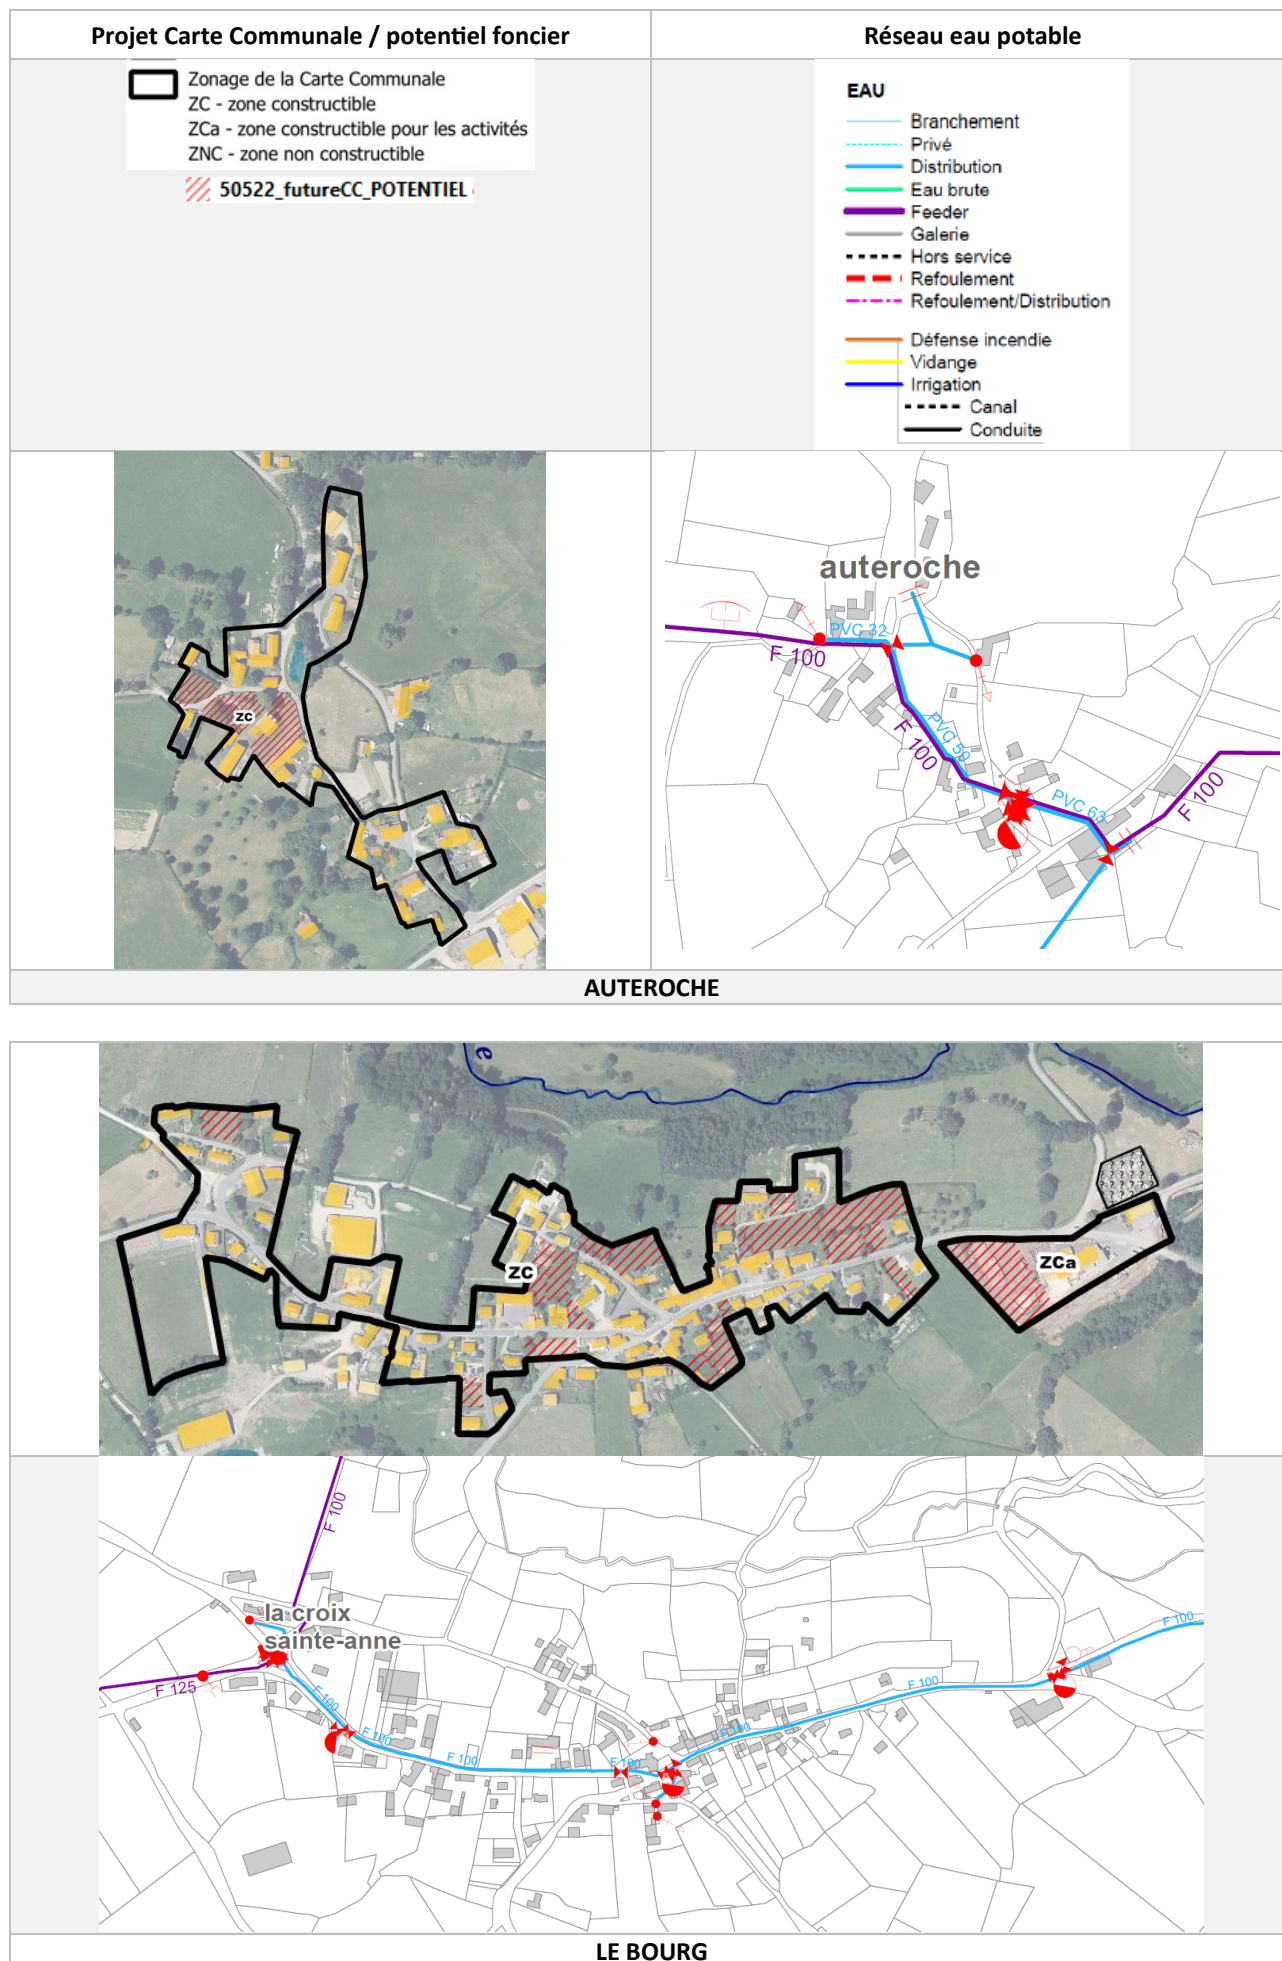 Projet Carte Communale / potentiel foncier
Réseau eau potable
Zonage de la Carte Communale
ZC - zone constructible
ZCa - zone constructible pour les activités
ZNC - zone non constructible
50522_futureCC_POTENTIEL
EAU
Branchement
Privé
Distribution
Eau brute
Feeder
Galerie
Hors service
Refoulement
Refoulement/Distribution
Défense incendie
Vidange
Irrigation
Canal
Conduite
ZC
auteroche
PVC 32
F 100
PVC 50
F 100
PVC 63
F 100
AUTEROCHE
e
ZC
ZCa
F 100
la croix
sainte-anne
F 125
F 100
F 100
F 100
F 100
F 100
F 100
F 100
LE BOURG